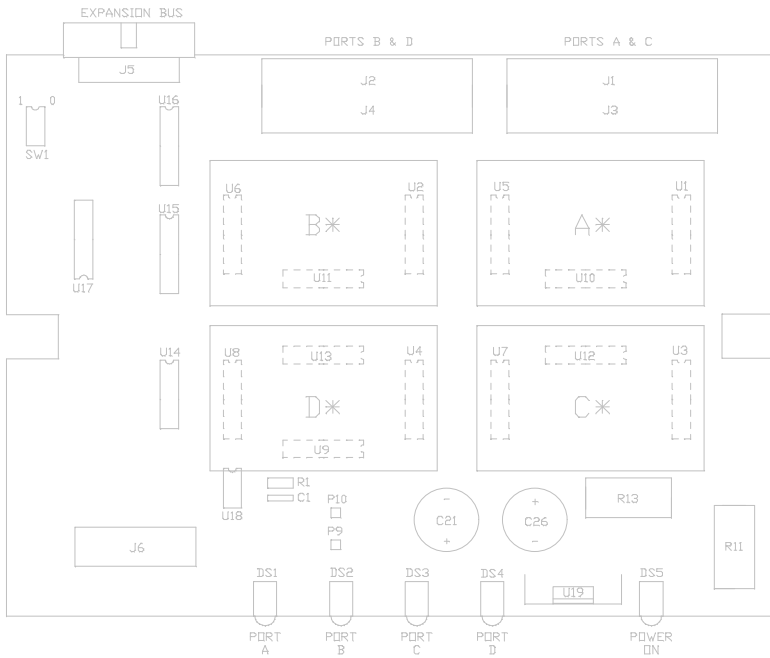 EXPANSION BUS
PORTS B & D
PORTS A & C
J5
J2
J1
1 0
U16
J4
J3
SW1
U6
U2
U5
U1
U15
B*
A*
U11
U10
U17
U14
U8
U13
U4
U7
U12
U3
D*
C*
U9
R1
C1
P10
U18
- +
R13
C21
C26
P9
+ -
J6
R11
DS1
DS2
DS3
DS4
DS5
U19
PORT A
PORT B
PORT C
PORT D
POWER ON